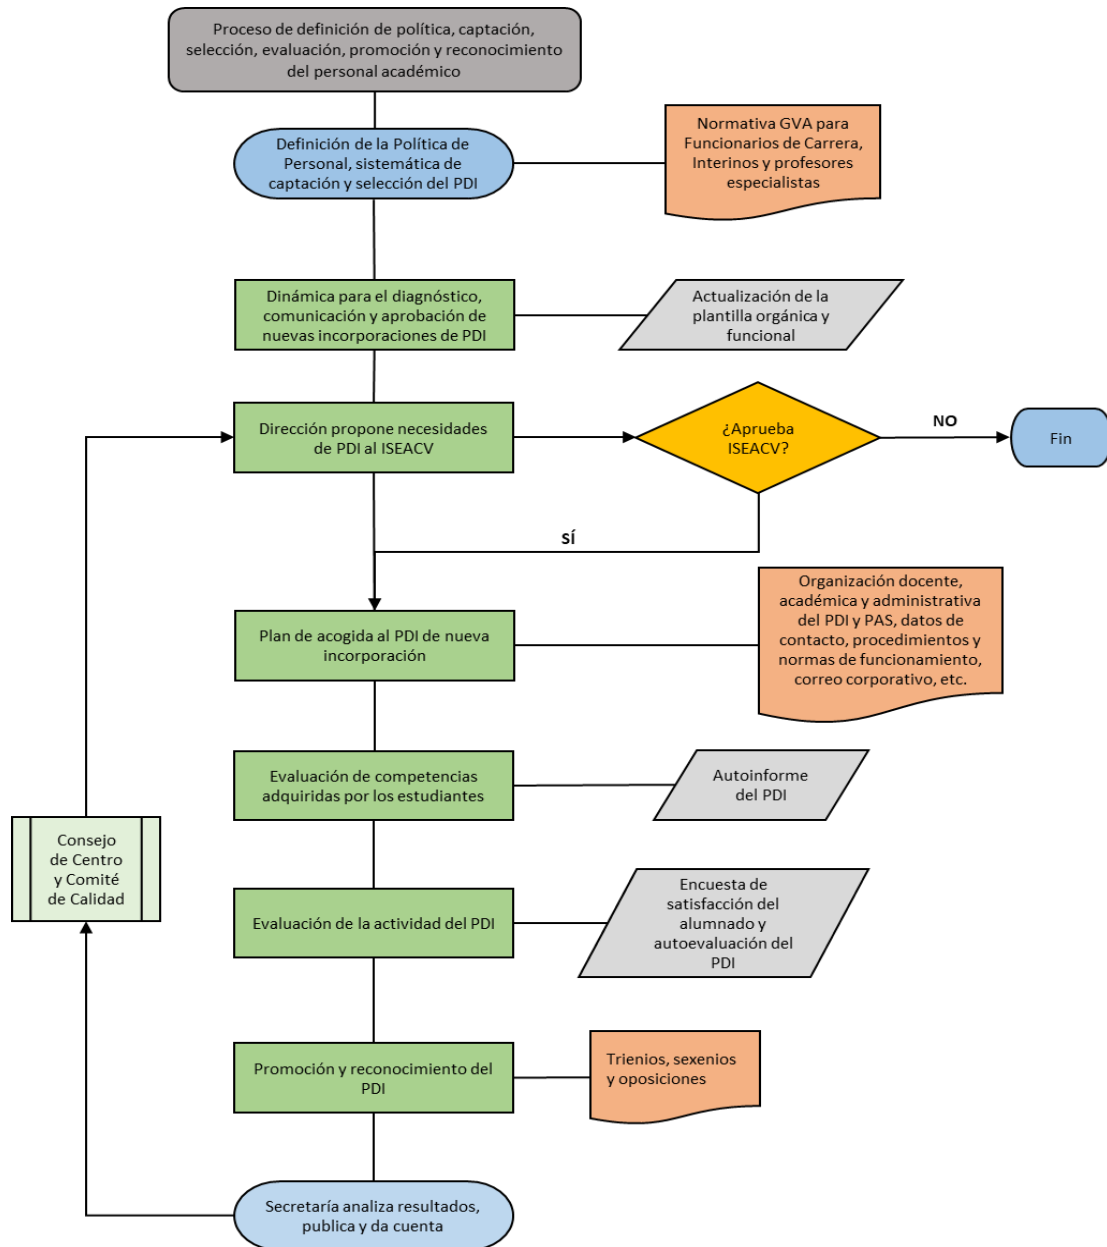 Proceso de definición de política, captación,
selección, evaluación, promoción y reconocimiento
del personal académico
Definición de la Política de
Personal, sistemática de
captación y selección del PDI
Normativa GVA para
Funcionarios de Carrera,
Interinos y profesores
especialistas
Dinámica para el diagnóstico,
comunicación y aprobación de
nuevas incorporaciones de PDI
Actualización de la
plantilla orgánica y
funcional
Dirección propone necesidades
de PDI al ISEACV
¿Aprueba
ISEACV?
NO
Fin
SÍ
Plan de acogida al PDI de nueva
incorporación
Organización docente,
académica y administrativa
del PDI y PAS, datos de
contacto, procedimientos y
normas de funcionamiento,
correo corporativo, etc.
Evaluación de competencias
adquiridas por los estudiantes
Autoinforme
del PDI
Consejo
de Centro
y Comité
de Calidad
Evaluación de la actividad del PDI
Encuesta de
satisfacción del
alumnado y
autoevaluación del
PDI
Promoción y reconocimiento del
PDI
Trienios, sexenios
y oposiciones
Secretaría analiza resultados,
publica y da cuenta